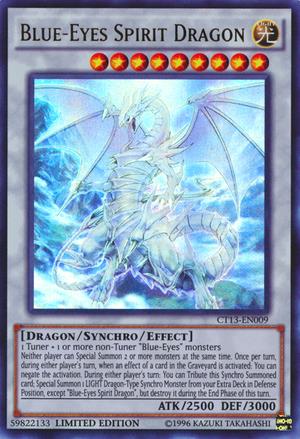 BLUE-EYES SPIRIT DRAGON
LIGHT
光
CT13-EN009
[DRAGON/SYNCHRO/EFFECT]
1 Tuner + 1 or more non-Tuner "Blue-Eyes" monsters
Neither player can Special Summon 2 or more monsters at the same time. Once per turn,
during either player's turn, when an effect of a card in the Graveyard is activated: You can
negate the activation. During either player's turn: You can Tribute this Synchro Summoned
card; Special Summon 1 LIGHT Dragon-Type Synchro Monster from your Extra Deck in Defense
Position, except "Blue-Eyes Spirit Dragon", but destroy it during the End Phase of this turn.
ATK/2500 DEF/3000
59822133 LIMITED EDITION ©1996 KAZUKI TAKAHASHI